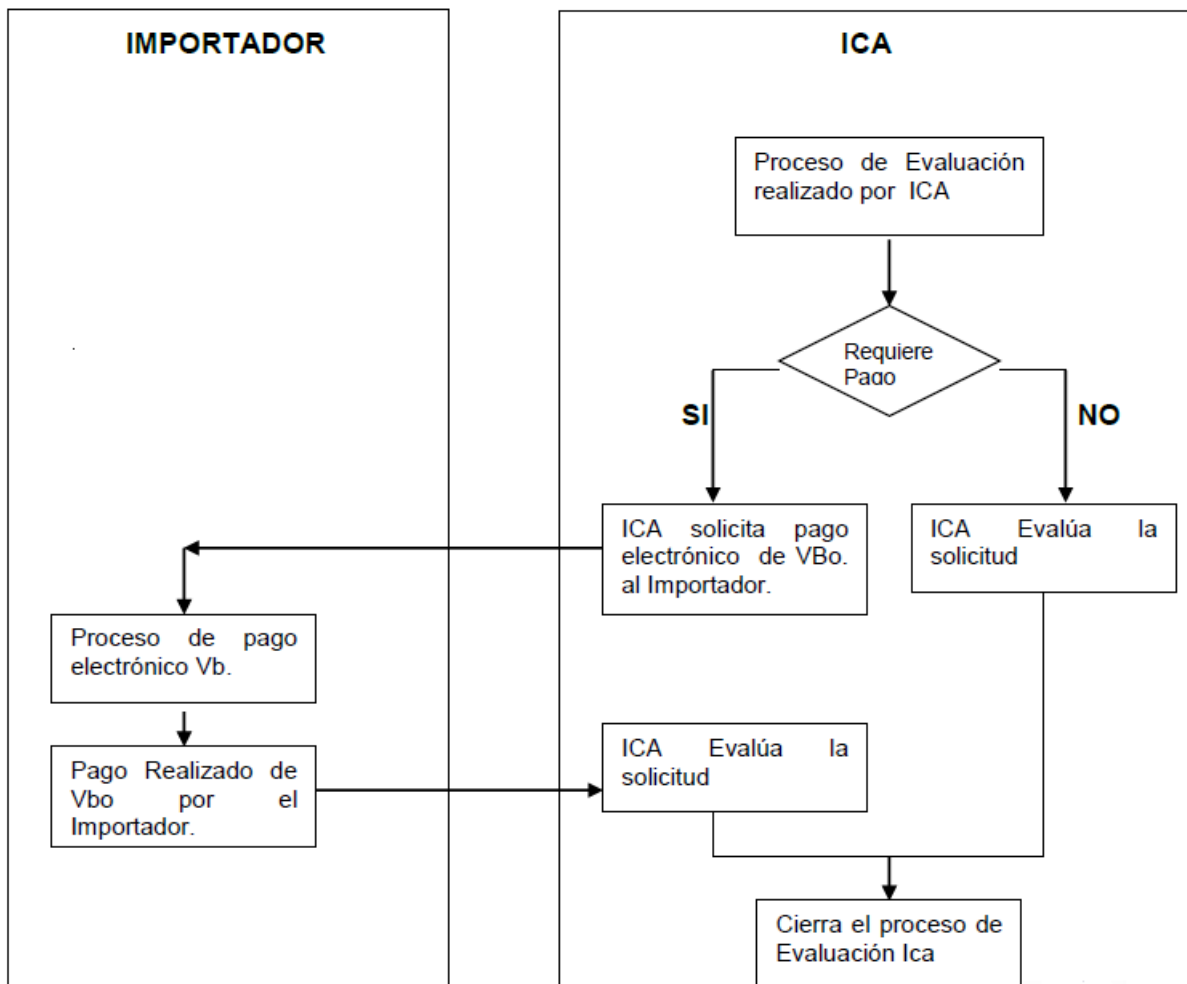 IMPORTADOR
ICA
Proceso de Evaluación
realizado por ICA
Requiere
Pago
SI
NO
ICA solicita pago
electrónico de VBo.
al Importador.
ICA Evalúa la
solicitud
Proceso de pago
electrónico Vb.
Pago Realizado de
Vbo por el
Importador.
ICA Evalúa la
solicitud
Cierra el proceso de
Evaluación Ica